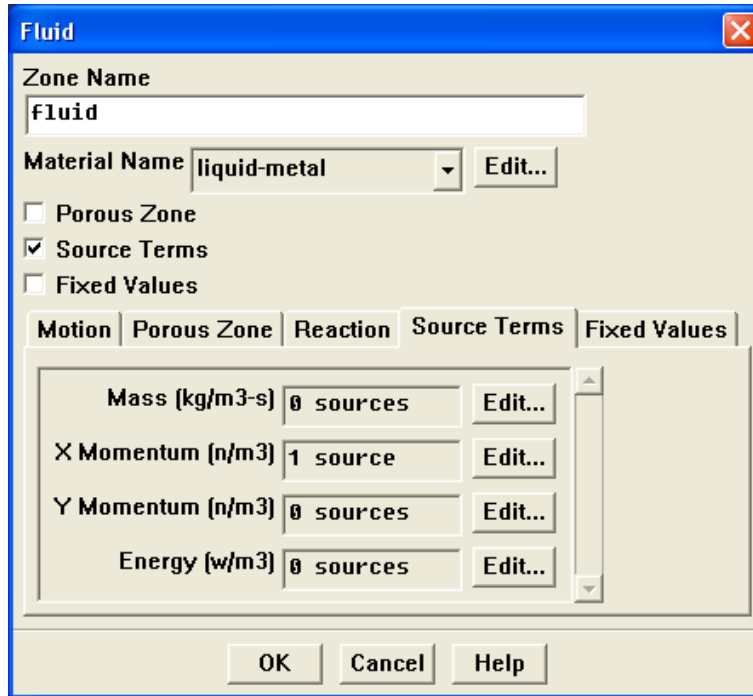 Fluid
Zone Name
fluid
Material Name liquid-metal Edit...
Porous Zone
Source Terms
Fixed Values
Motion Porous Zone Reaction Source Terms Fixed Values
Mass (kg/m3-s) 0 sources Edit...
X Momentum (n/m3) 1 source Edit...
Y Momentum (n/m3) 0 sources Edit...
Energy (w/m3) 0 sources Edit...
OK Cancel Help